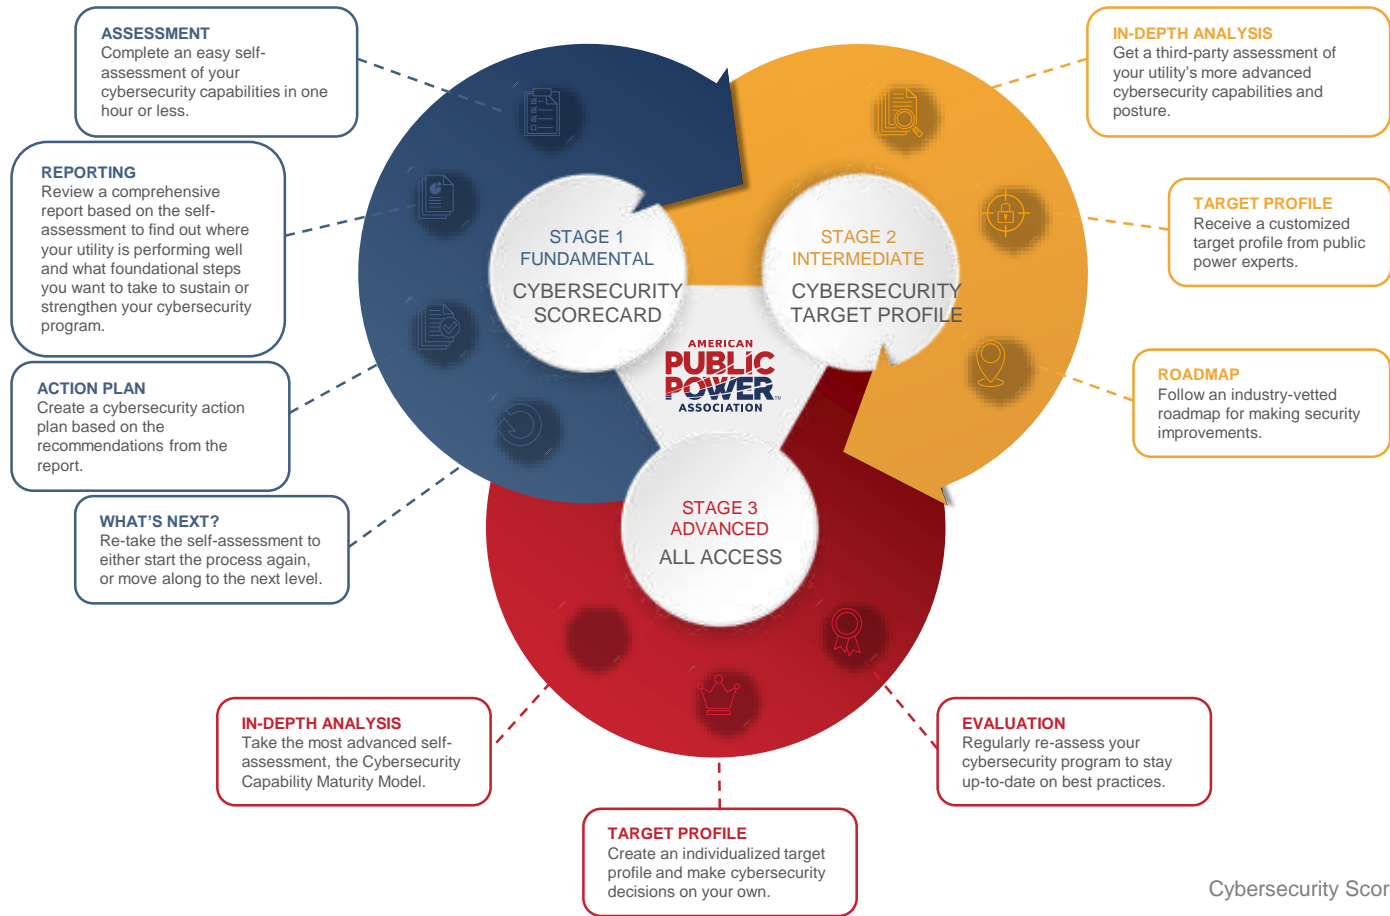 ASSESSMENT
Complete an easy self-
assessment of your
cybersecurity capabilities in one
hour or less.
REPORTING
Review a comprehensive
report based on the self-
assessment to find out where
your utility is performing well
and what foundational steps
you want to take to sustain or
strengthen your cybersecurity
program.
ACTION PLAN
Create a cybersecurity action
plan based on the
recommendations from the
report.
WHAT'S NEXT?
Re-take the self-assessment to
either start the process again,
or move along to the next level.
STAGE 1
FUNDAMENTAL
CYBERSECURITY
SCORECARD
STAGE 2
INTERMEDIATE
CYBERSECURITY
TARGET PROFILE
AMERICAN
PUBLIC
POWER™
ASSOCIATION
STAGE 3
ADVANCED
ALL ACCESS
IN-DEPTH ANALYSIS
Get a third-party assessment of
your utility's more advanced
cybersecurity capabilities and
posture.
TARGET PROFILE
Receive a customized
target profile from public
power experts.
ROADMAP
Follow an industry-vetted
roadmap for making security
improvements.
IN-DEPTH ANALYSIS
Take the most advanced self-
assessment, the Cybersecurity
Capability Maturity Model.
TARGET PROFILE
Create an individualized target
profile and make cybersecurity
decisions on your own.
EVALUATION
Regularly re-assess your
cybersecurity program to stay
up-to-date on best practices.
Cybersecurity Scor